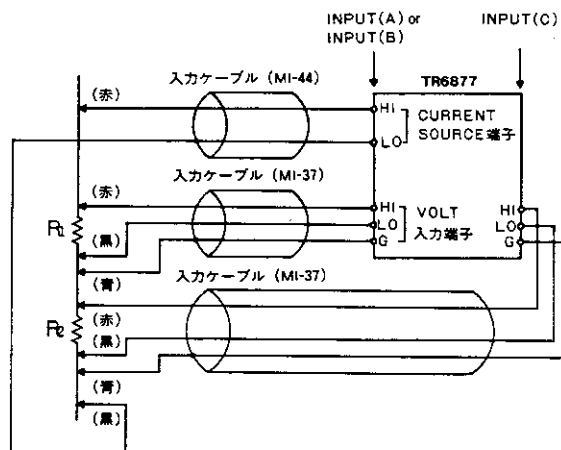 INPUT(A) or
INPUT(B)
INPUT(C)
入力ケーブル (MI-44)
TR6877
(赤)
HI
CURRENT
SOURCE端子
LO
入力ケーブル (MI-37)
(赤)
HI
VOLT
入力端子
LO
G
HI
LO
G
R1
(黒)
(青)
入力ケーブル (MI-37)
R2
(赤)
(黒)
(青)
(黒)